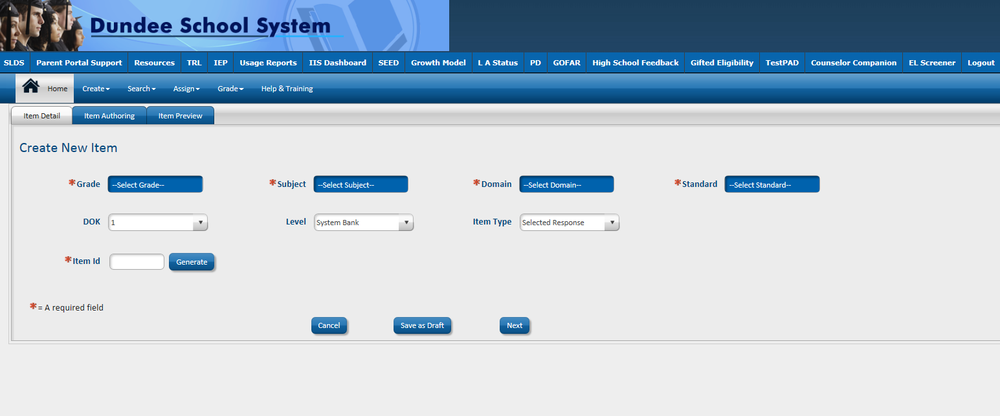 Dundee School System
SLDS Parent Portal Support Resources TRL IEP Usage Reports IIS Dashboard SEED Growth Model L A Status PD GOFAR High School Feedback Gifted Eligibility TestPAD Counselor Companion EL Screener Logout
Home Create Search Assign Grade Help & Training
Item Detail Item Authoring Item Preview
Create New Item
*Grade --Select Grade-- *Subject --Select Subject-- *Domain --Select Domain-- *Standard --Select Standard--
DOK 1 Level System Bank Item Type Selected Response
*Item Id Generate
*= A required field
Cancel Save as Draft Next